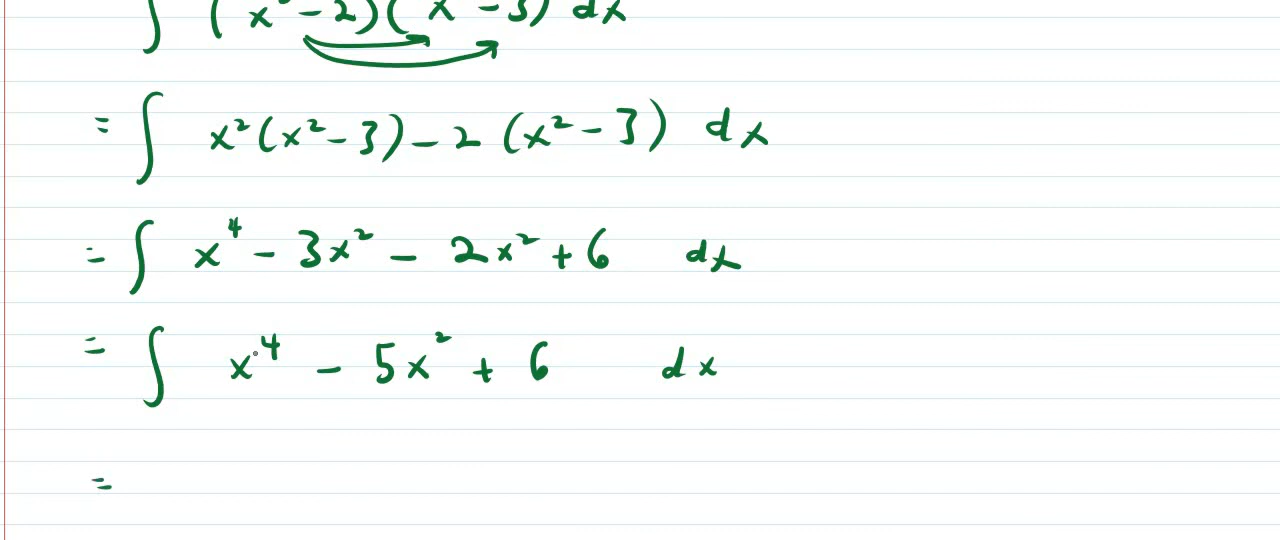 ∫ (x² - 2)(x² - 3) dx
= ∫ x²(x² - 3) - 2 (x² - 3) dx
= ∫ x⁴ - 3x² - 2x² + 6 dx
= ∫ x⁴ - 5x² + 6 dx
=